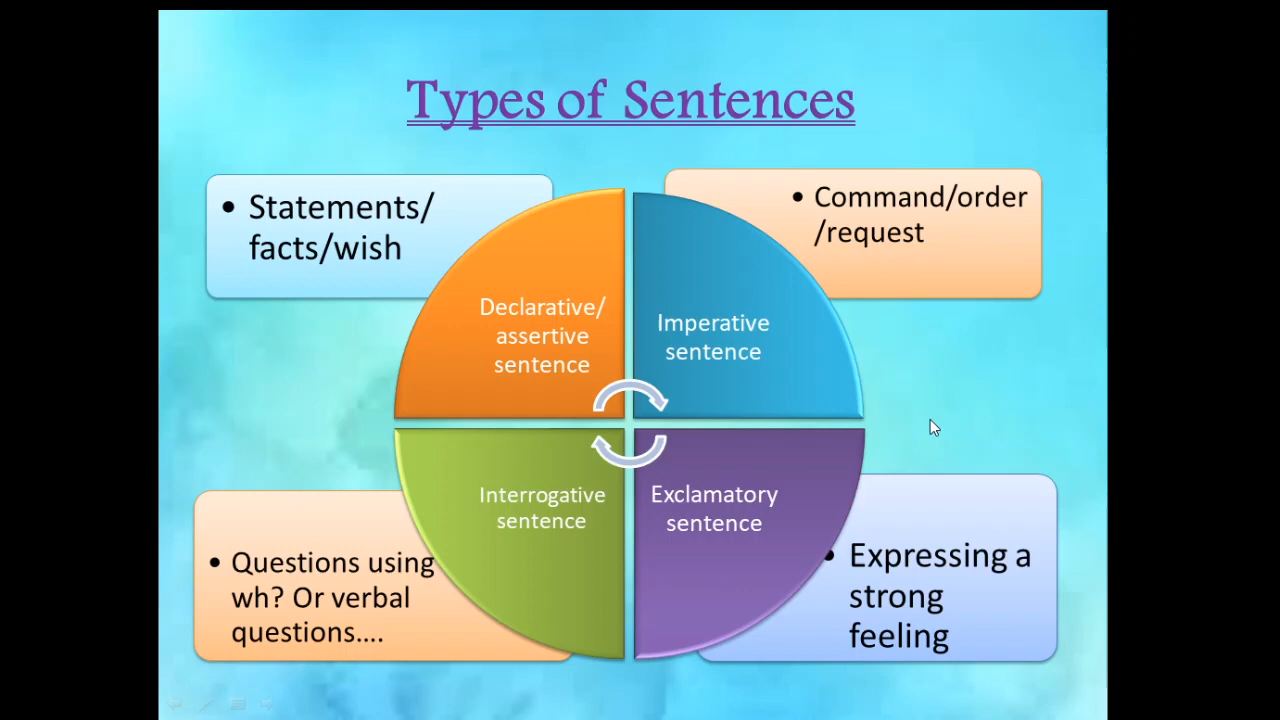 Types of Sentences
• Statements/
facts/wish
• Command/order
/request
Declarative/
assertive
sentence
Imperative
sentence
Interrogative
sentence
Exclamatory
sentence
• Questions using
wh? Or verbal
questions....
• Expressing a
strong
feeling